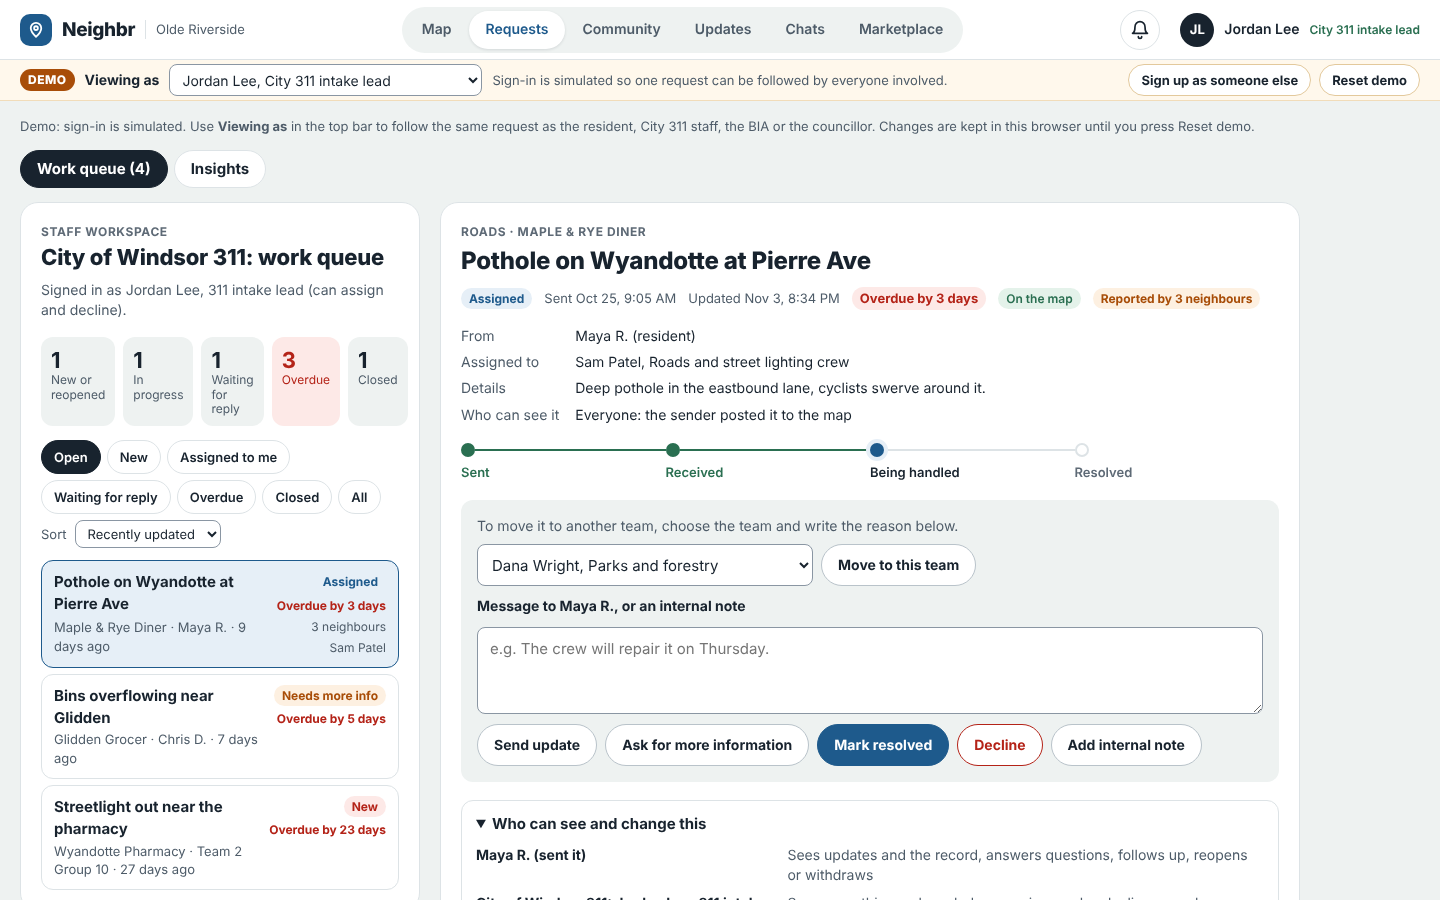 Neighbr
Olde Riverside
Map
Requests
Community
Updates
Chats
Marketplace
JL
Jordan Lee
City 311 intake lead
DEMO
Viewing as
Jordan Lee, City 311 intake lead
Sign-in is simulated so one request can be followed by everyone involved.
Sign up as someone else
Reset demo
Demo: sign-in is simulated. Use Viewing as in the top bar to follow the same request as the resident, City 311 staff, the BIA or the councillor. Changes are kept in this browser until you press Reset demo.
Work queue (4)
Insights
STAFF WORKSPACE
City of Windsor 311: work queue
Signed in as Jordan Lee, 311 intake lead (can assign
and decline).
1
New or
reopened
1
In
progress
1
Waiting
for
reply
3
Overdue
1
Closed
Open
New
Assigned to me
Waiting for reply
Overdue
Closed
All
Sort
Recently updated
Pothole on Wyandotte at
Pierre Ave
Maple & Rye Diner · Maya R. · 9
days ago
Assigned
Overdue by 3 days
3 neighbours
Sam Patel
Bins overflowing near
Glidden
Glidden Grocer · Chris D. · 7 days
ago
Needs more info
Overdue by 5 days
Streetlight out near the
pharmacy
Wyandotte Pharmacy · Team 2
Group 10 · 27 days ago
New
Overdue by 23 days
ROADS · MAPLE & RYE DINER
Pothole on Wyandotte at Pierre Ave
Assigned
Sent Oct 25, 9:05 AM
Updated Nov 3, 8:34 PM
Overdue by 3 days
On the map
Reported by 3 neighbours
From
Maya R. (resident)
Assigned to
Sam Patel, Roads and street lighting crew
Details
Deep pothole in the eastbound lane, cyclists swerve around it.
Who can see it
Everyone: the sender posted it to the map
Sent
Received
Being handled
Resolved
To move it to another team, choose the team and write the reason below.
Dana Wright, Parks and forestry
Move to this team
Message to Maya R., or an internal note
e.g. The crew will repair it on Thursday.
Send update
Ask for more information
Mark resolved
Decline
Add internal note
Who can see and change this
Maya R. (sent it)
Sees updates and the record, answers questions, follows up, reopens
or withdraws